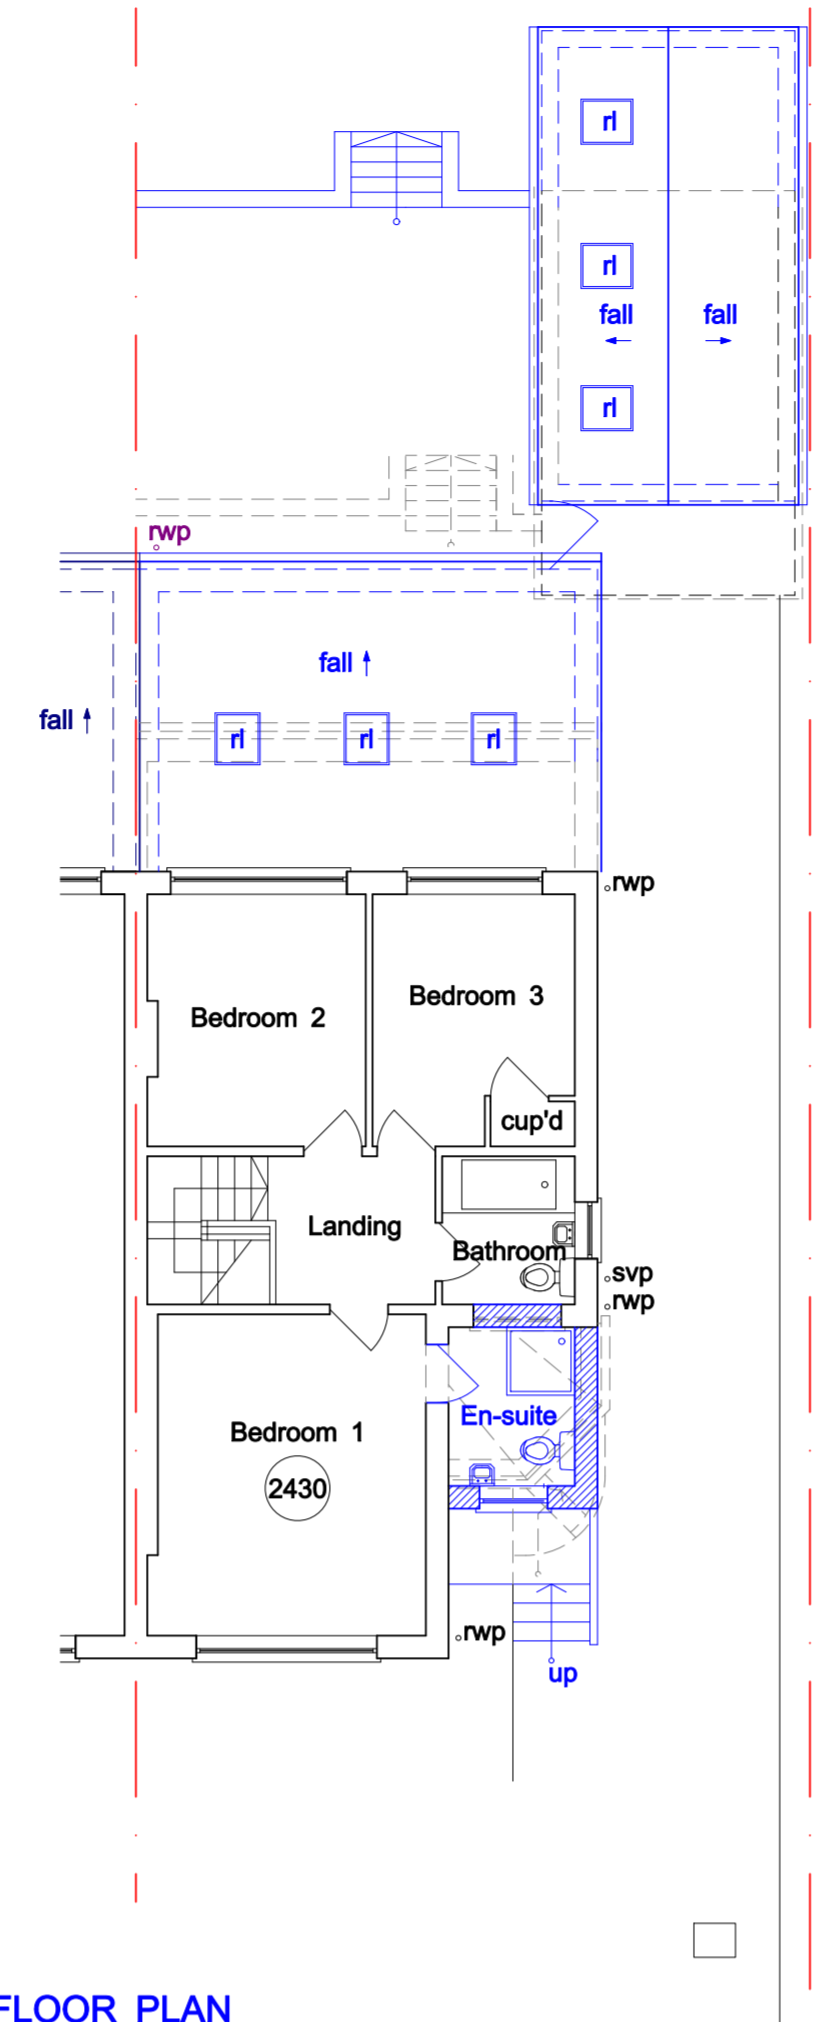 rl
rl
fall fall
rl
rwp
fall
fall
rl rl rl
rwp
Bedroom 2
Bedroom 3
cup'd
Landing
Bathroom
svp
rwp
En-suite
Bedroom 1
2430
rwp
up
FLOOR PLAN